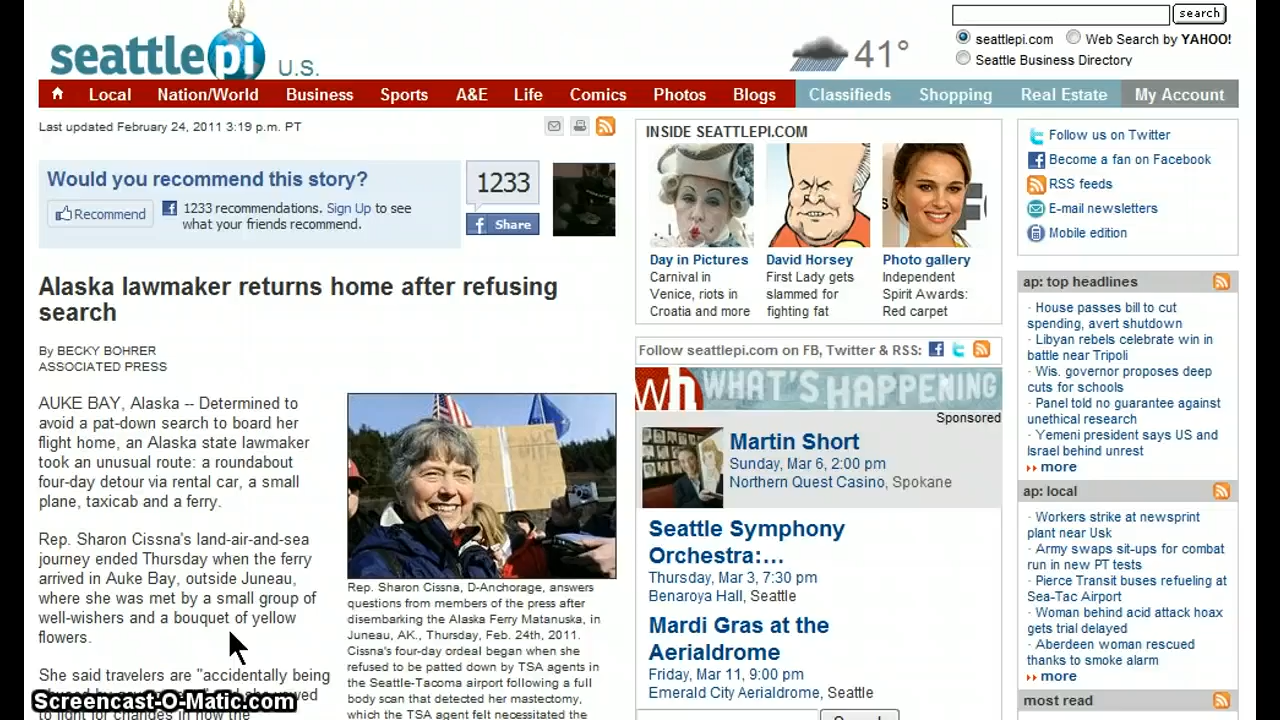 seattlepi
U.S.
41°
search
seattlepi.com Web Search by YAHOO!
Seattle Business Directory
Local Nation/World Business Sports A&E Life Comics Photos Blogs Classifieds Shopping Real Estate My Account
Last updated February 24, 2011 3:19 p.m. PT
Would you recommend this story?
Recommend
1233 recommendations. Sign Up to see
what your friends recommend.
1233
Share
Alaska lawmaker returns home after refusing
search
By BECKY BOHRER
ASSOCIATED PRESS
AUKE BAY, Alaska -- Determined to
avoid a pat-down search to board her
flight home, an Alaska state lawmaker
took an unusual route: a roundabout
four-day detour via rental car, a small
plane, taxicab and a ferry.
Rep. Sharon Cissna's land-air-and-sea
journey ended Thursday when the ferry
arrived in Auke Bay, outside Juneau,
where she was met by a small group of
well-wishers and a bouquet of yellow
flowers.
She said travelers are "accidentally being
Rep. Sharon Cissna, D-Anchorage, answers
questions from members of the press after
disembarking the Alaska Ferry Matanuska, in
Juneau, AK., Thursday, Feb. 24th, 2011.
Cissna's four-day ordeal began when she
refused to be patted down by TSA agents in
the Seattle-Tacoma airport following a full
body scan that detected her mastectomy,
which the TSA agent felt necessitated the
INSIDE SEATTLEPI.COM
Day in Pictures
Carnival in
Venice, riots in
Croatia and more
David Horsey
First Lady gets
slammed for
fighting fat
Photo gallery
Independent
Spirit Awards:
Red carpet
Follow seattlepi.com on FB, Twitter & RSS:
wh WHAT'S HAPPENING
Sponsored
Martin Short
Sunday, Mar 6, 2:00 pm
Northern Quest Casino, Spokane
Seattle Symphony
Orchestra:...
Thursday, Mar 3, 7:30 pm
Benaroya Hall, Seattle
Mardi Gras at the
Aerialdrome
Friday, Mar 11, 9:00 pm
Emerald City Aerialdrome, Seattle
Follow us on Twitter
Become a fan on Facebook
RSS feeds
E-mail newsletters
Mobile edition
ap: top headlines
· House passes bill to cut
spending, avert shutdown
· Libyan rebels celebrate win in
battle near Tripoli
· Wis. governor proposes deep
cuts for schools
· Panel told no guarantee against
unethical research
· Yemeni president says US and
Israel behind unrest
more
ap: local
· Workers strike at newsprint
plant near Usk
· Army swaps sit-ups for combat
run in new PT tests
· Pierce Transit buses refueling at
Sea-Tac Airport
· Woman behind acid attack hoax
gets trial delayed
· Aberdeen woman rescued
thanks to smoke alarm
more
most read
Screencast-O-Matic.com